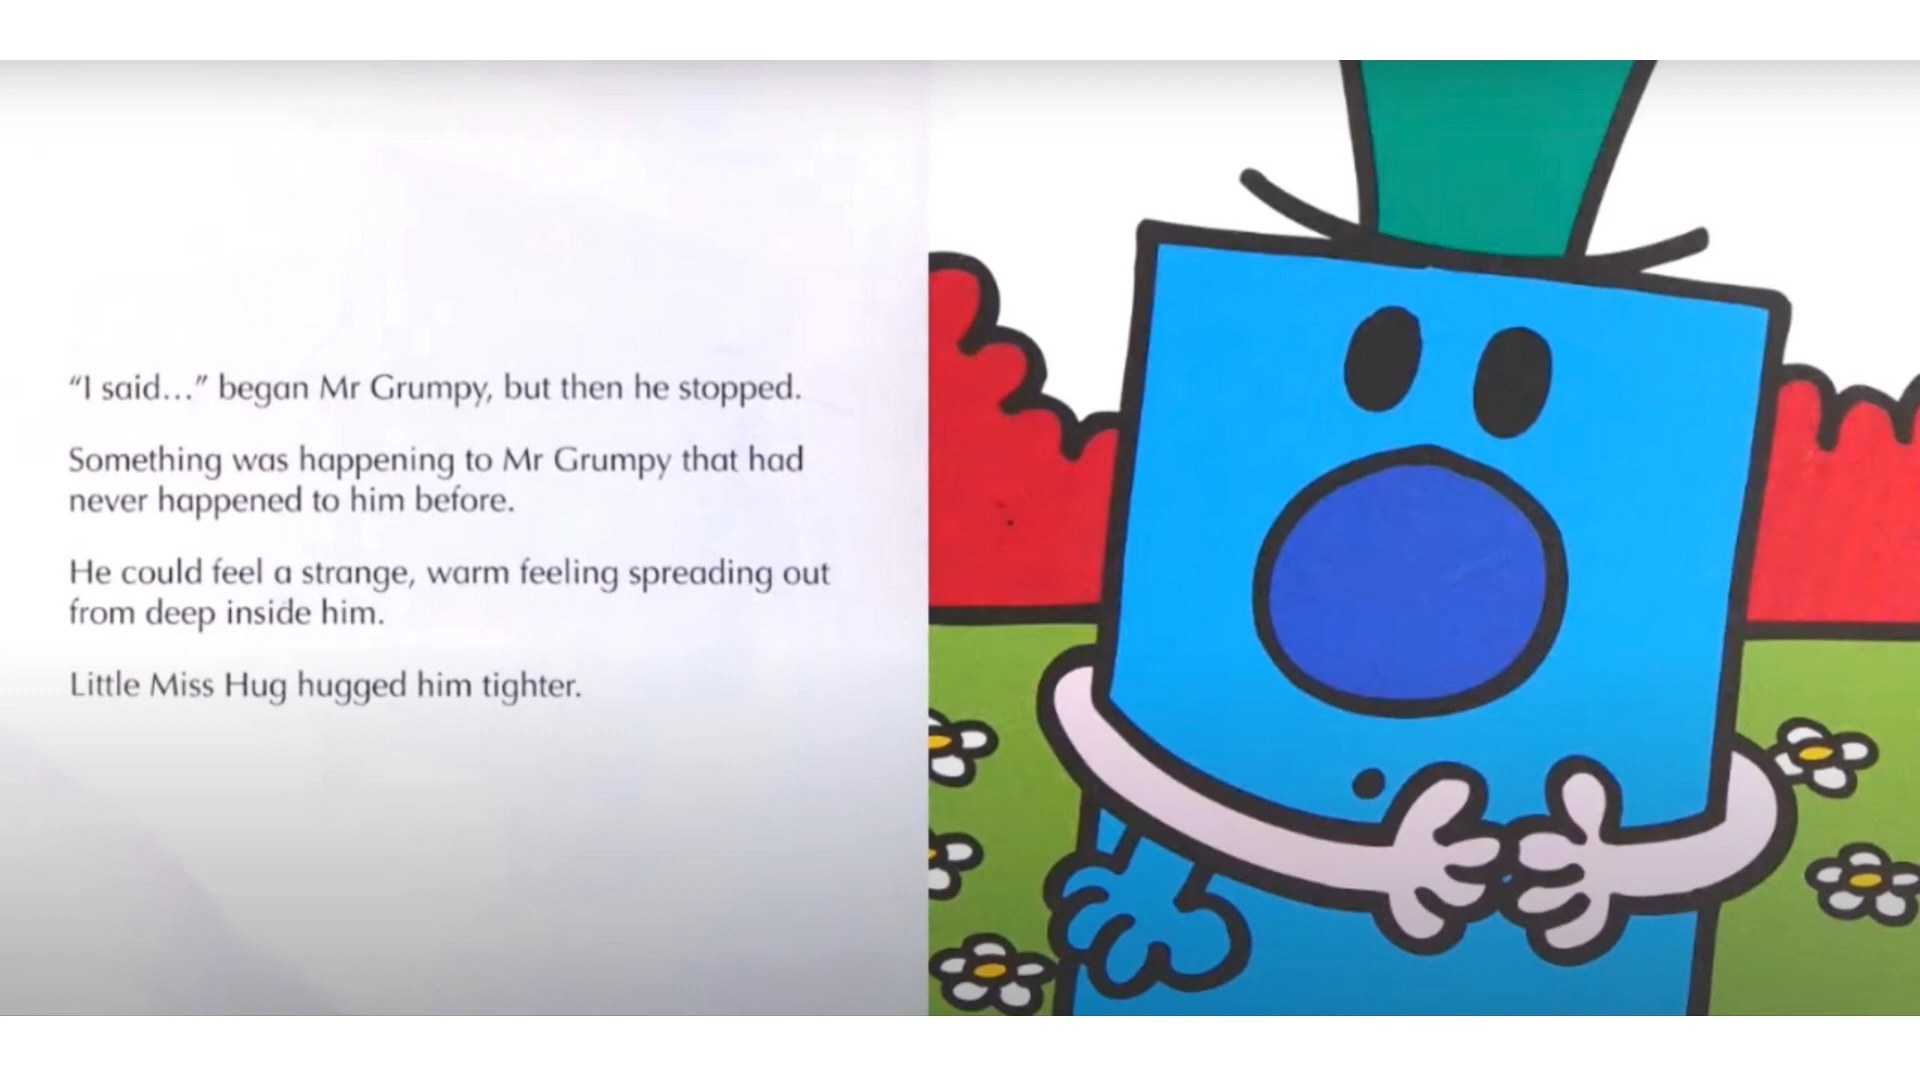 “I said…” began Mr Grumpy, but then he stopped.
Something was happening to Mr Grumpy that had
never happened to him before.
He could feel a strange, warm feeling spreading out
from deep inside him.
Little Miss Hug hugged him tighter.